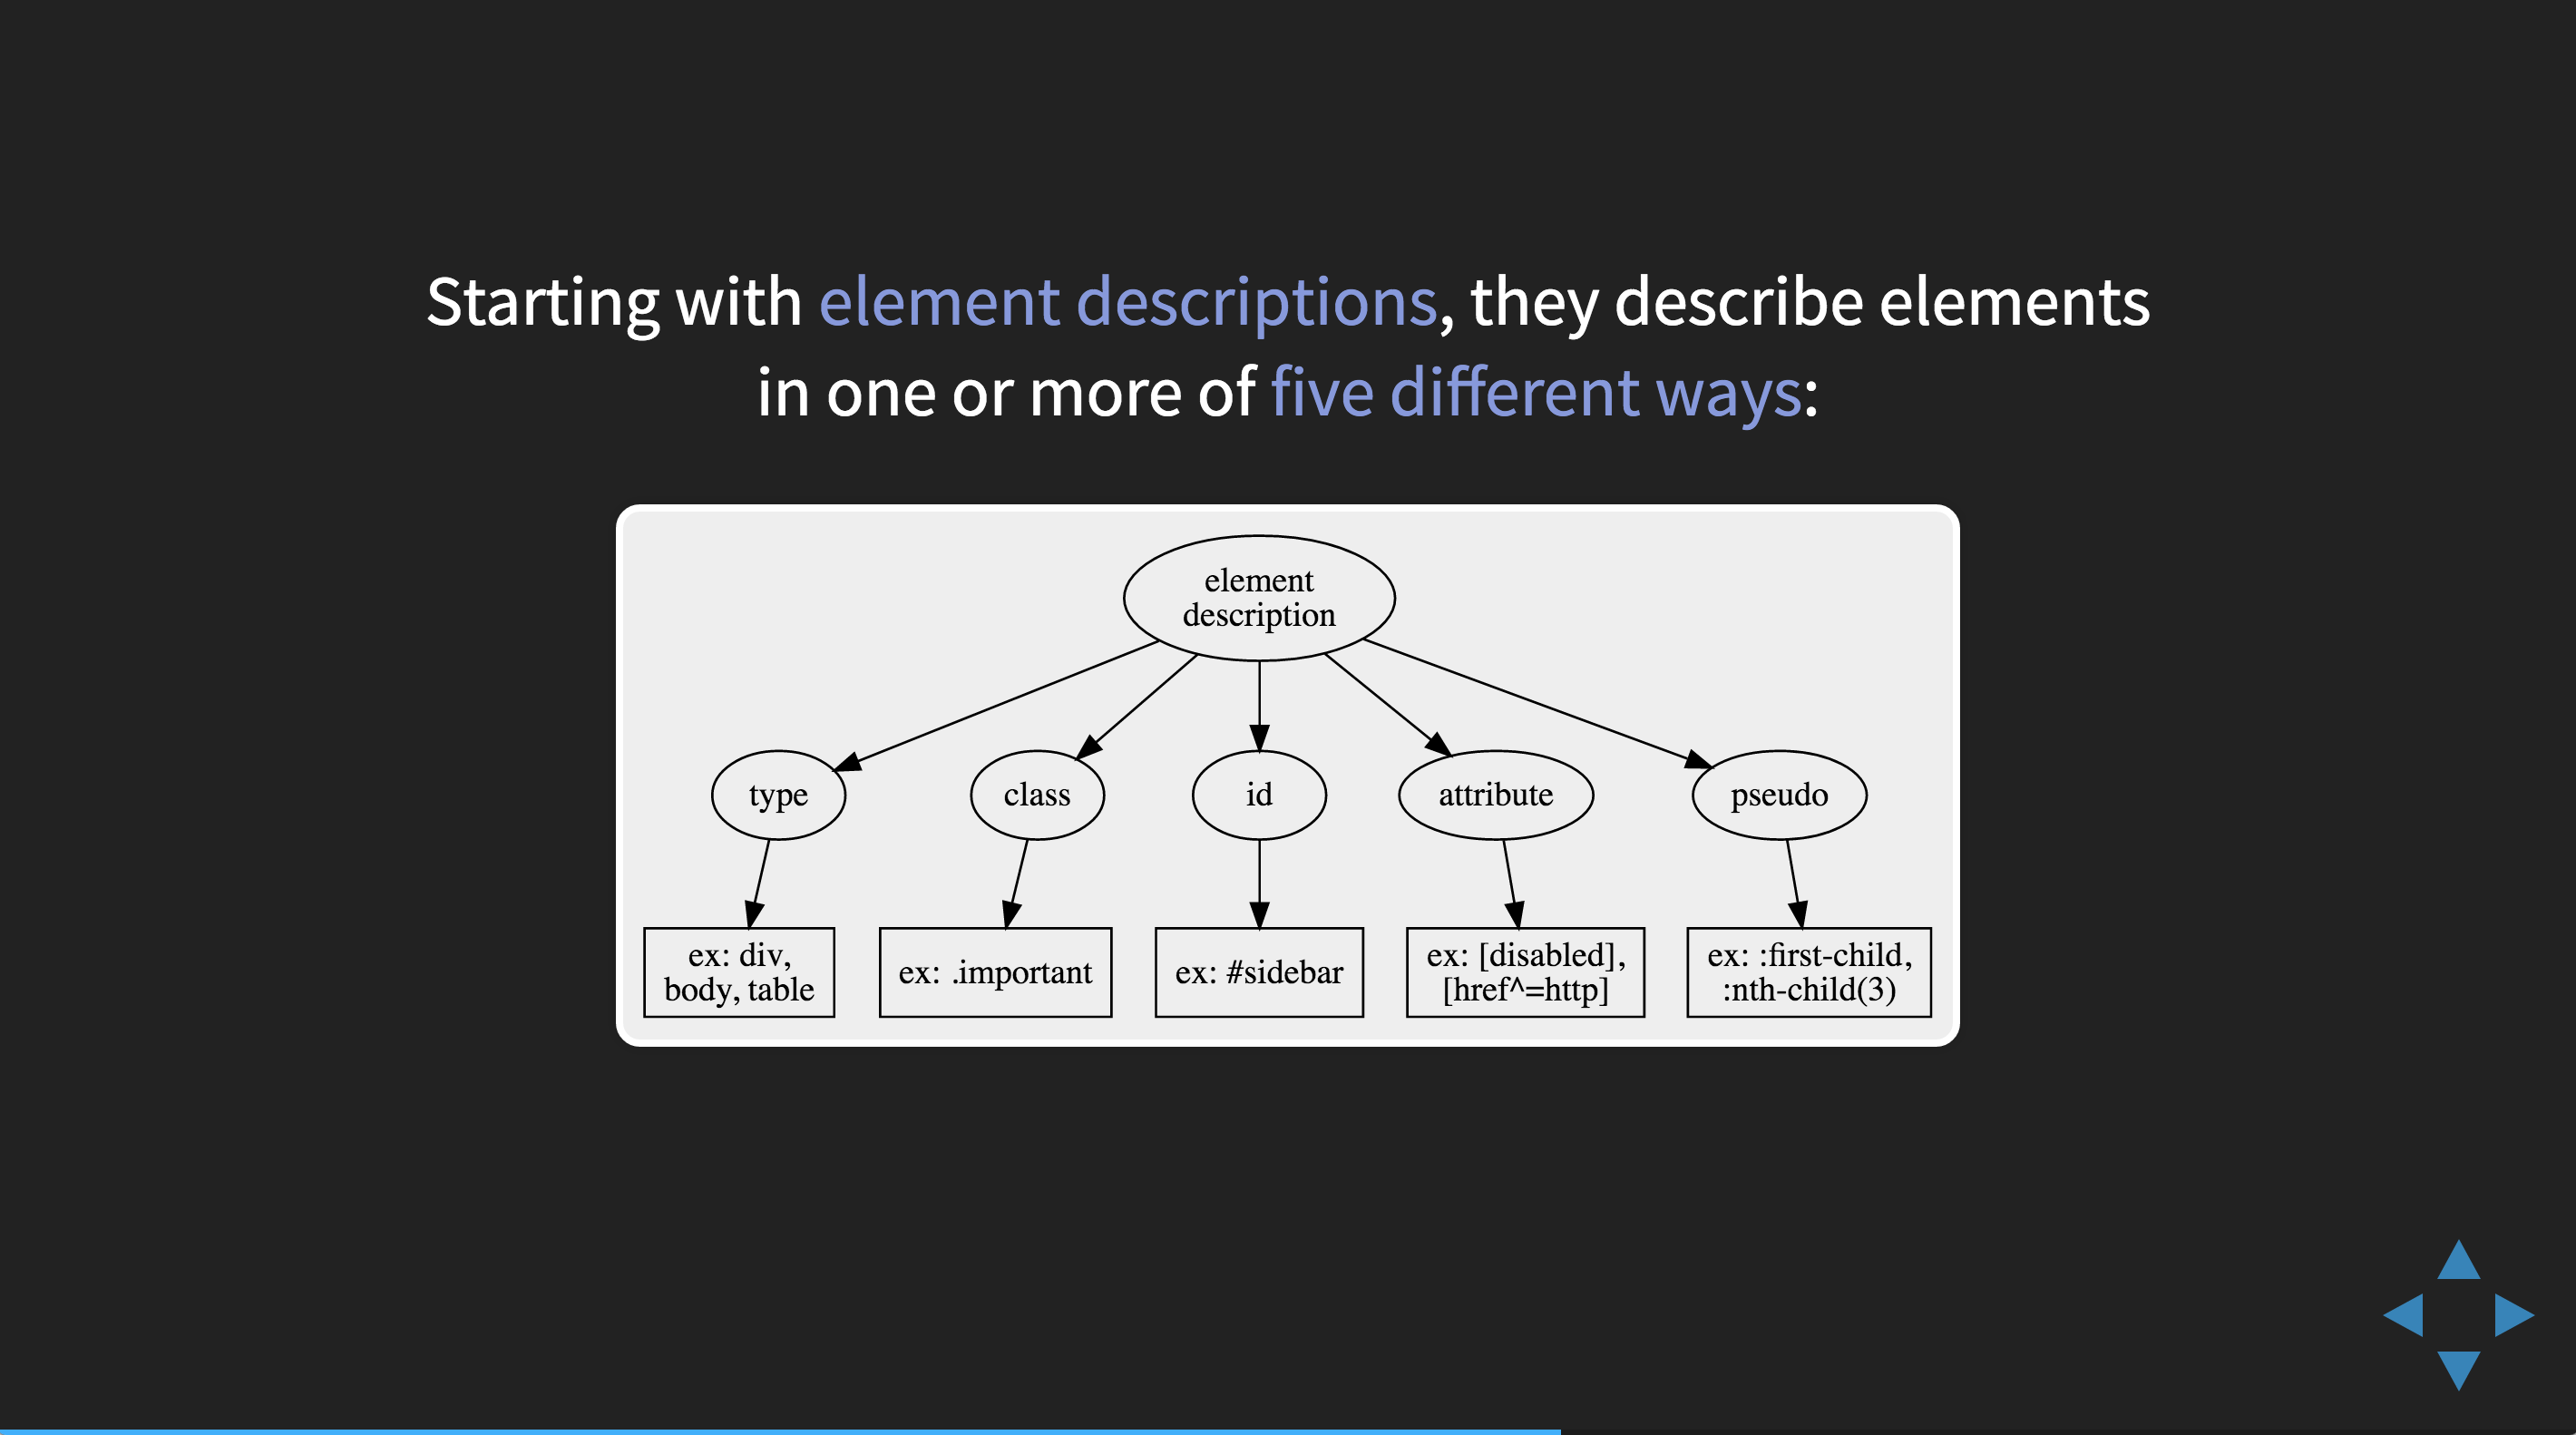 Starting with element descriptions, they describe elements
in one or more of five different ways:
element
description
type
class
id
attribute
pseudo
ex: div,
body, table
ex: .important
ex: #sidebar
ex: [disabled],
[href^=http]
ex: :first-child,
:nth-child(3)